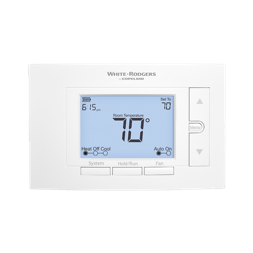 WHITE-RODGERS
Set To
6:15 70
Room Temperature
70°
Heat Off Cool Auto On
MENU
System Hold/Run Fan